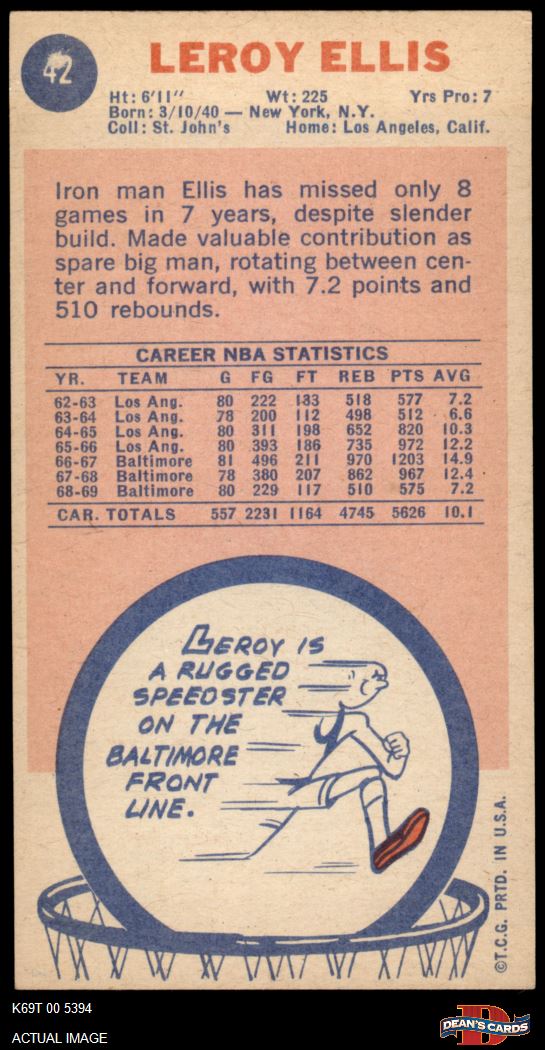 42
LEROY ELLIS
Ht: 6'11" Wt: 225 Yrs Pro: 7
Born: 3/10/40 — New York, N.Y.
Coll: St. John's Home: Los Angeles, Calif.
Iron man Ellis has missed only 8
games in 7 years, despite slender
build. Made valuable contribution as
spare big man, rotating between cen-
ter and forward, with 7.2 points and
510 rebounds.
CAREER NBA STATISTICS
YR. TEAM G FG FT REB PTS AVG
62-63 Los Ang. 80 222 133 518 577 7.2
63-64 Los Ang. 78 200 112 498 512 6.6
64-65 Los Ang. 80 311 198 652 820 10.3
65-66 Los Ang. 80 393 186 735 972 12.2
66-67 Baltimore 81 496 211 970 1203 14.9
67-68 Baltimore 78 380 207 862 967 12.4
68-69 Baltimore 80 229 117 510 575 7.2
CAR. TOTALS 557 2231 1164 4745 5626 10.1
LEROY IS
A RUGGED
SPEEDSTER
ON THE
BALTIMORE
FRONT
LINE.
©T.C.G. PRTD. IN U.S.A.
K69T 00 5394
ACTUAL IMAGE
D
DEAN'S CARDS